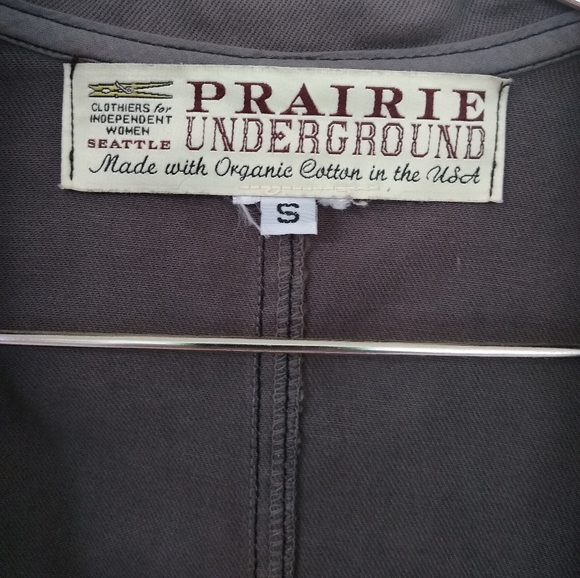 CLOTHIERS for
INDEPENDENT
WOMEN
SEATTLE
PRAIRIE
UNDERGROUND
Made with Organic Cotton in the USA
S